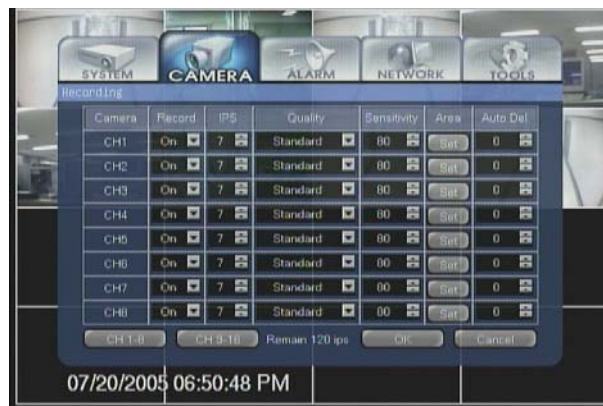 SYSTEM CAMERA ALARM NETWORK TOOLS
Recording
Camera Record IPS Quality Sensitivity Area Auto Del.
CH1 On 7 Standard 80 Set 0
CH2 On 7 Standard 80 Set 0
CH3 On 7 Standard 80 Set 0
CH4 On 7 Standard 80 Set 0
CH5 On 7 Standard 80 Set 0
CH6 On 7 Standard 80 Set 0
CH7 On 7 Standard 80 Set 0
CH8 On 7 Standard 80 Set 0
CH 1-8 CH 9-16 Remain 120 ips OK Cancel
07/20/2005 06:50:48 PM